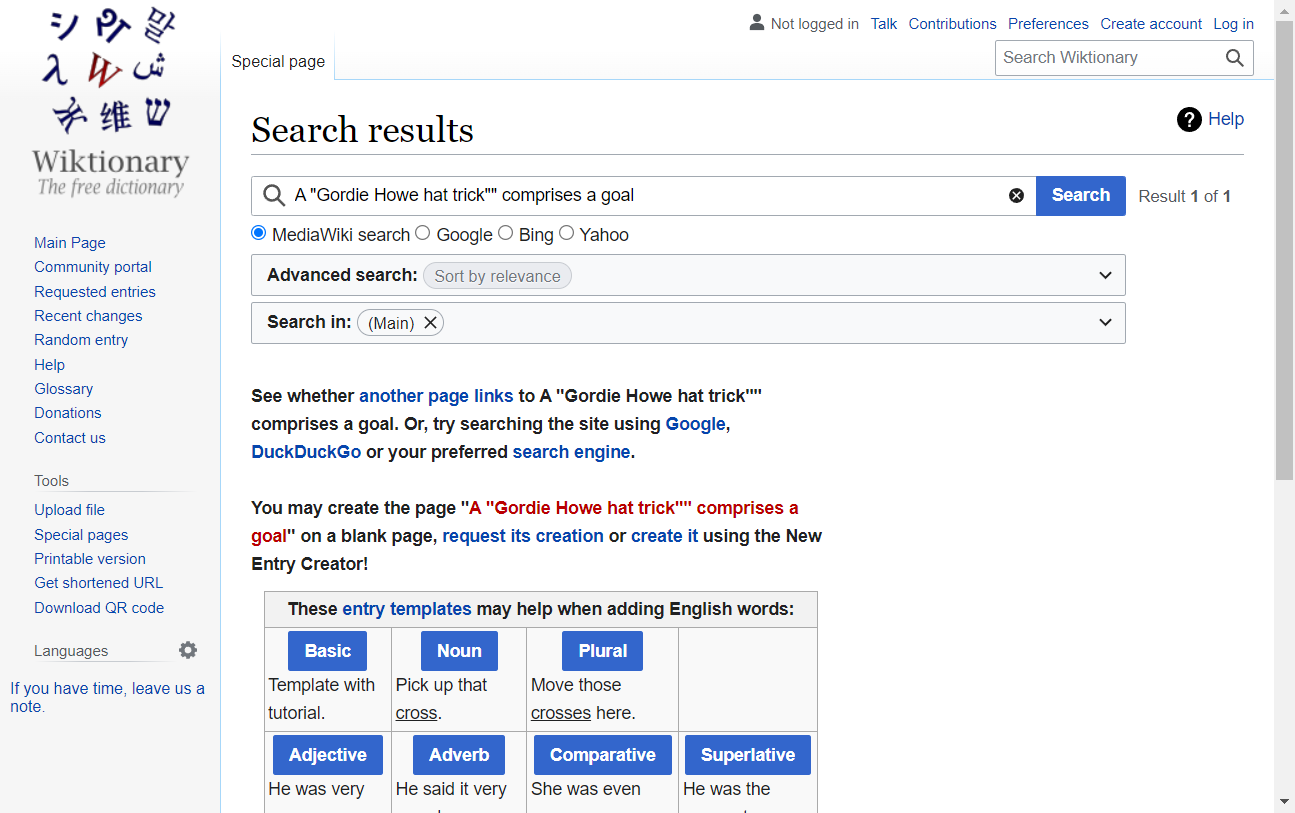 Wiktionary
The free dictionary
Not logged in Talk Contributions Preferences Create account Log in
Special page
Search Wiktionary
Search results
Help
A "Gordie Howe hat trick"" comprises a goal
Search
Result 1 of 1
MediaWiki search Google Bing Yahoo
Advanced search: Sort by relevance
Search in: (Main)
See whether another page links to A "Gordie Howe hat trick""
comprises a goal. Or, try searching the site using Google,
DuckDuckGo or your preferred search engine.
You may create the page "A "Gordie Howe hat trick"" comprises a
goal" on a blank page, request its creation or create it using the New
Entry Creator!
These entry templates may help when adding English words:
Basic
Template with
tutorial.
Noun
Pick up that
cross.
Plural
Move those
crosses here.
Adjective
He was very
Adverb
He said it very
Comparative
She was even
Superlative
He was the
Main Page
Community portal
Requested entries
Recent changes
Random entry
Help
Glossary
Donations
Contact us
Tools
Upload file
Special pages
Printable version
Get shortened URL
Download QR code
Languages
If you have time, leave us a
note.